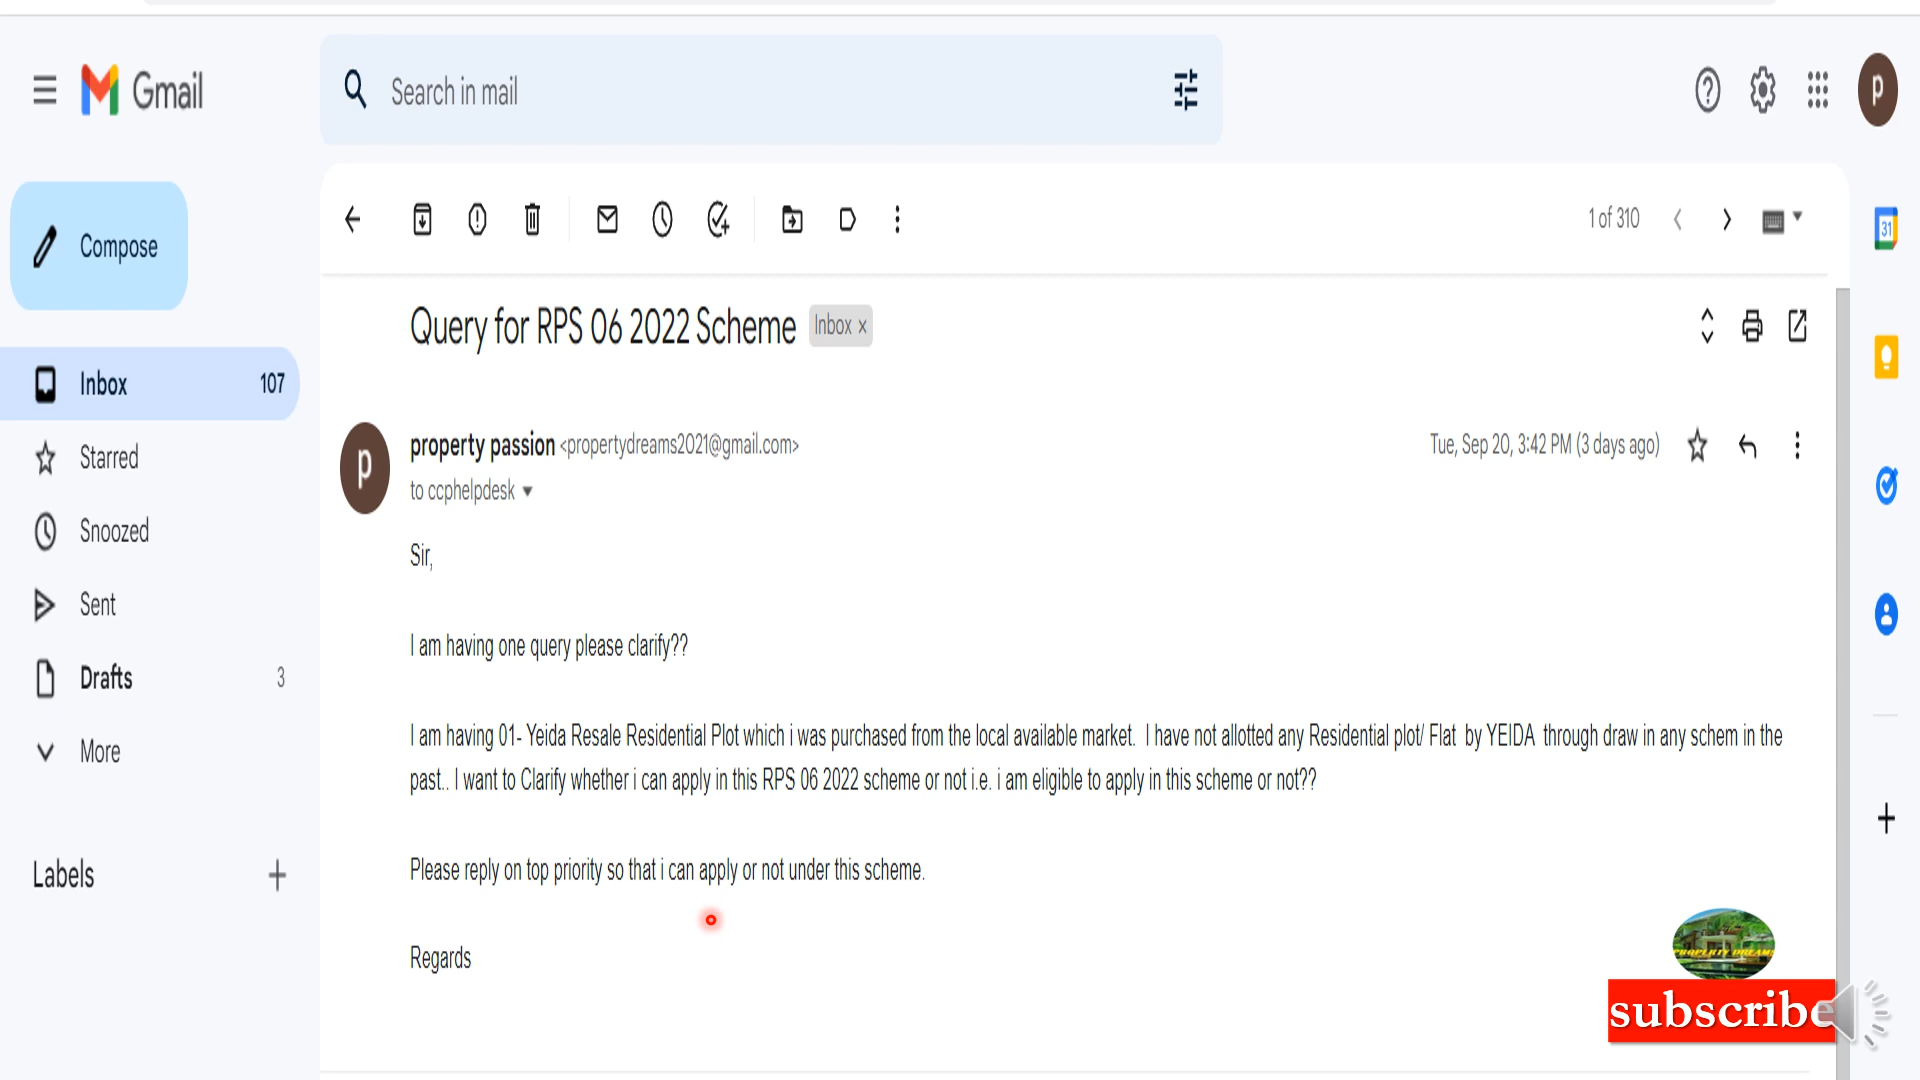 Gmail
Search in mail
p
Compose
1 of 310
31
Query for RPS 06 2022 Scheme Inbox ×
Inbox 107
property passion <propertydreams2021@gmail.com>
Tue, Sep 20, 3:42 PM (3 days ago)
p
to ccphelpdesk
Starred
Snoozed
Sent
Drafts 3
More
Labels
Sir,
I am having one query please clarify??
I am having 01- Yeida Resale Residential Plot which i was purchased from the local available market. I have not allotted any Residential plot/ Flat by YEIDA through draw in any schem in the
past.. I want to Clarify whether i can apply in this RPS 06 2022 scheme or not i.e. i am eligible to apply in this scheme or not??
Please reply on top priority so that i can apply or not under this scheme.
Regards
PROPERTY DREAMS
subscribe